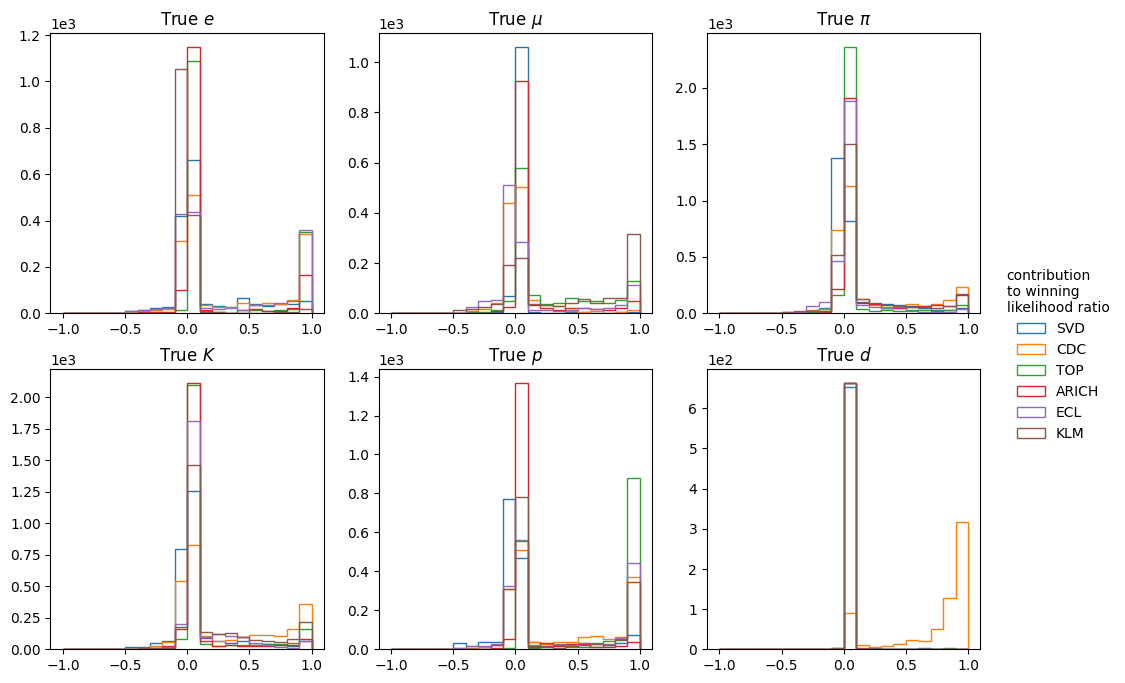 True e
1e3
1.2
1.0
0.8
0.6
0.4
0.2
0.0
−1.0 −0.5 0.0 0.5 1.0
True μ
1e3
1.0
0.8
0.6
0.4
0.2
0.0
−1.0 −0.5 0.0 0.5 1.0
True π
1e3
2.0
1.5
1.0
0.5
0.0
−1.0 −0.5 0.0 0.5 1.0
True K
1e3
2.00
1.75
1.50
1.25
1.00
0.75
0.50
0.25
0.00
−1.0 −0.5 0.0 0.5 1.0
True p
1e3
1.4
1.2
1.0
0.8
0.6
0.4
0.2
0.0
−1.0 −0.5 0.0 0.5 1.0
True d
1e2
6
5
4
3
2
1
0
−1.0 −0.5 0.0 0.5 1.0
contribution
to winning
likelihood ratio
SVD
CDC
TOP
ARICH
ECL
KLM